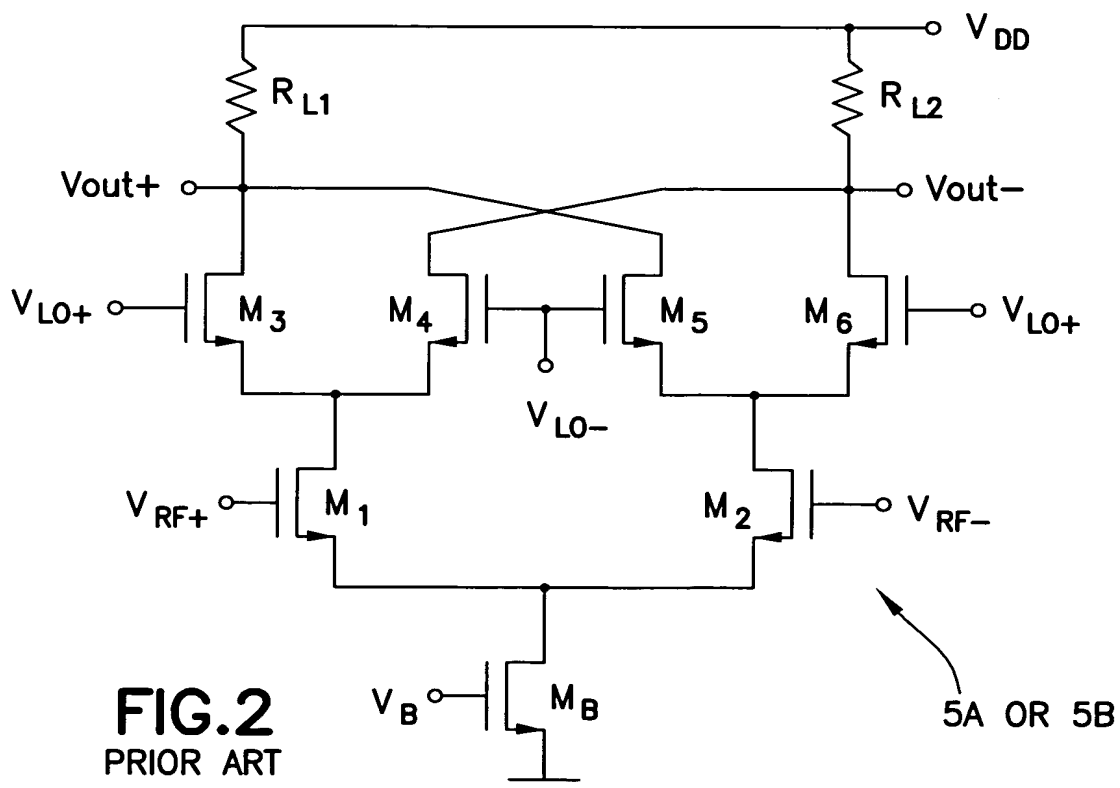 V DD
R L1
R L2
Vout+
Vout-
V LO+
M 3
M 4
M 5
M 6
V LO+
V LO-
V RF+
M 1
M 2
V RF-
V B
M B
5A OR 5B
FIG.2
PRIOR ART